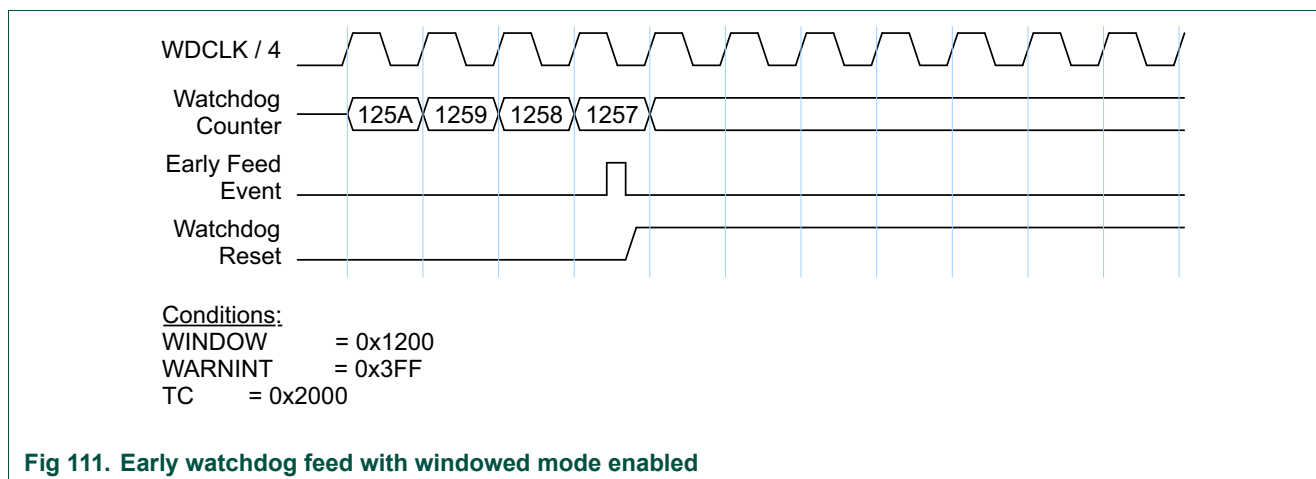 WDCLK / 4
Watchdog
Counter
125A 1259 1258 1257
Early Feed
Event
Watchdog
Reset
Conditions:
WINDOW = 0x1200
WARNINT = 0x3FF
TC = 0x2000
Fig 111. Early watchdog feed with windowed mode enabled